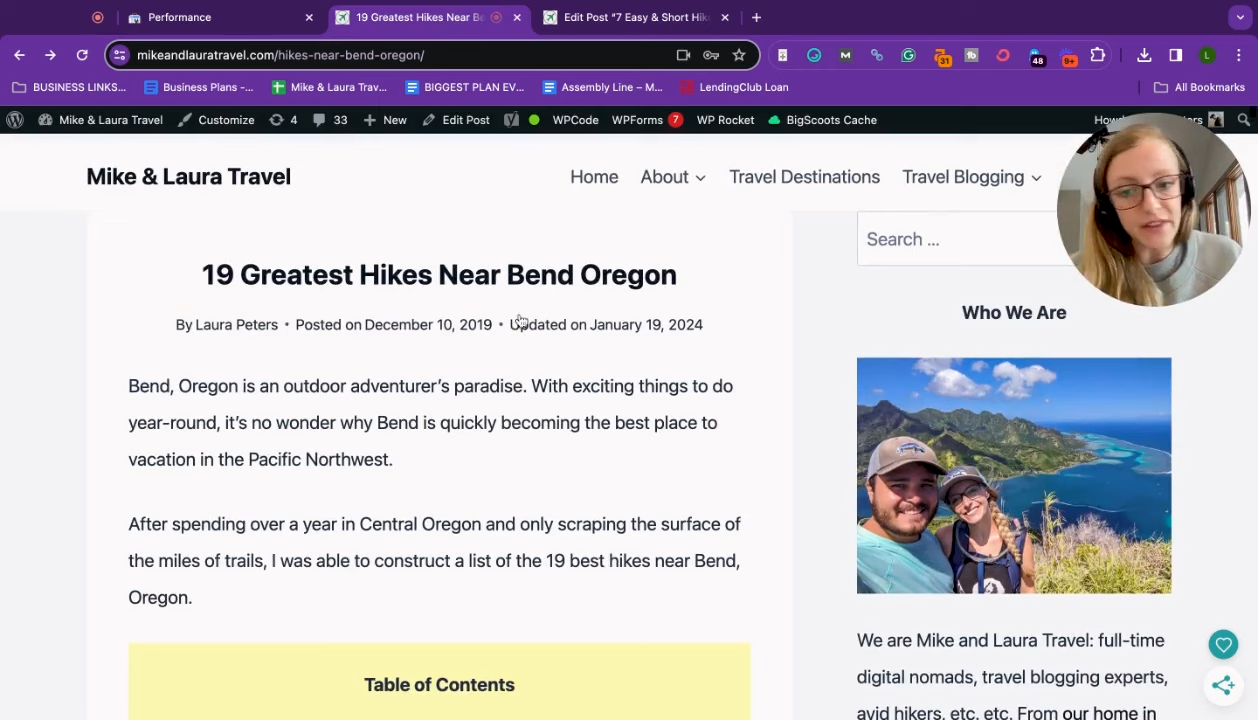 Performance
19 Greatest Hikes Near Be
Edit Post "7 Easy & Short Hik
mikeandlauratravel.com/hikes-near-bend-oregon/
31
48
9+
L
BUSINESS LINKS...
Business Plans -...
Mike & Laura Trav...
BIGGEST PLAN EV...
Assembly Line – M...
LendingClub Loan
All Bookmarks
Mike & Laura Travel
Customize
4
33
New
Edit Post
WPCode
WPForms 7
WP Rocket
BigScoots Cache
Mike & Laura Travel
Home
About
Travel Destinations
Travel Blogging
Search ...
19 Greatest Hikes Near Bend Oregon
By Laura Peters • Posted on December 10, 2019 • Updated on January 19, 2024
Who We Are
Bend, Oregon is an outdoor adventurer's paradise. With exciting things to do
year-round, it's no wonder why Bend is quickly becoming the best place to
vacation in the Pacific Northwest.
After spending over a year in Central Oregon and only scraping the surface of
the miles of trails, I was able to construct a list of the 19 best hikes near Bend,
Oregon.
Table of Contents
We are Mike and Laura Travel: full-time
digital nomads, travel blogging experts,
avid hikers, etc. etc. From our home in